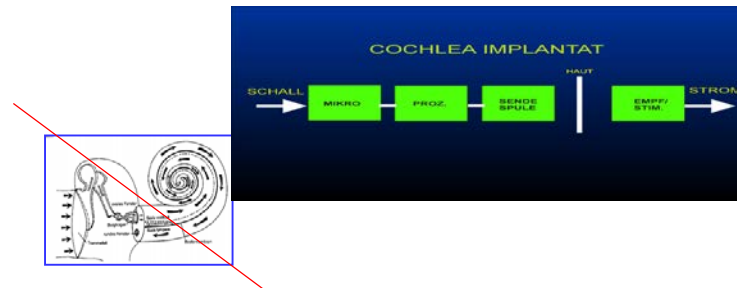 COCHLEA IMPLANTAT
HAUT
SCHALL
STROM
MIKRO
PROZ.
SENDE
SPULE
EMPF/
STIM.